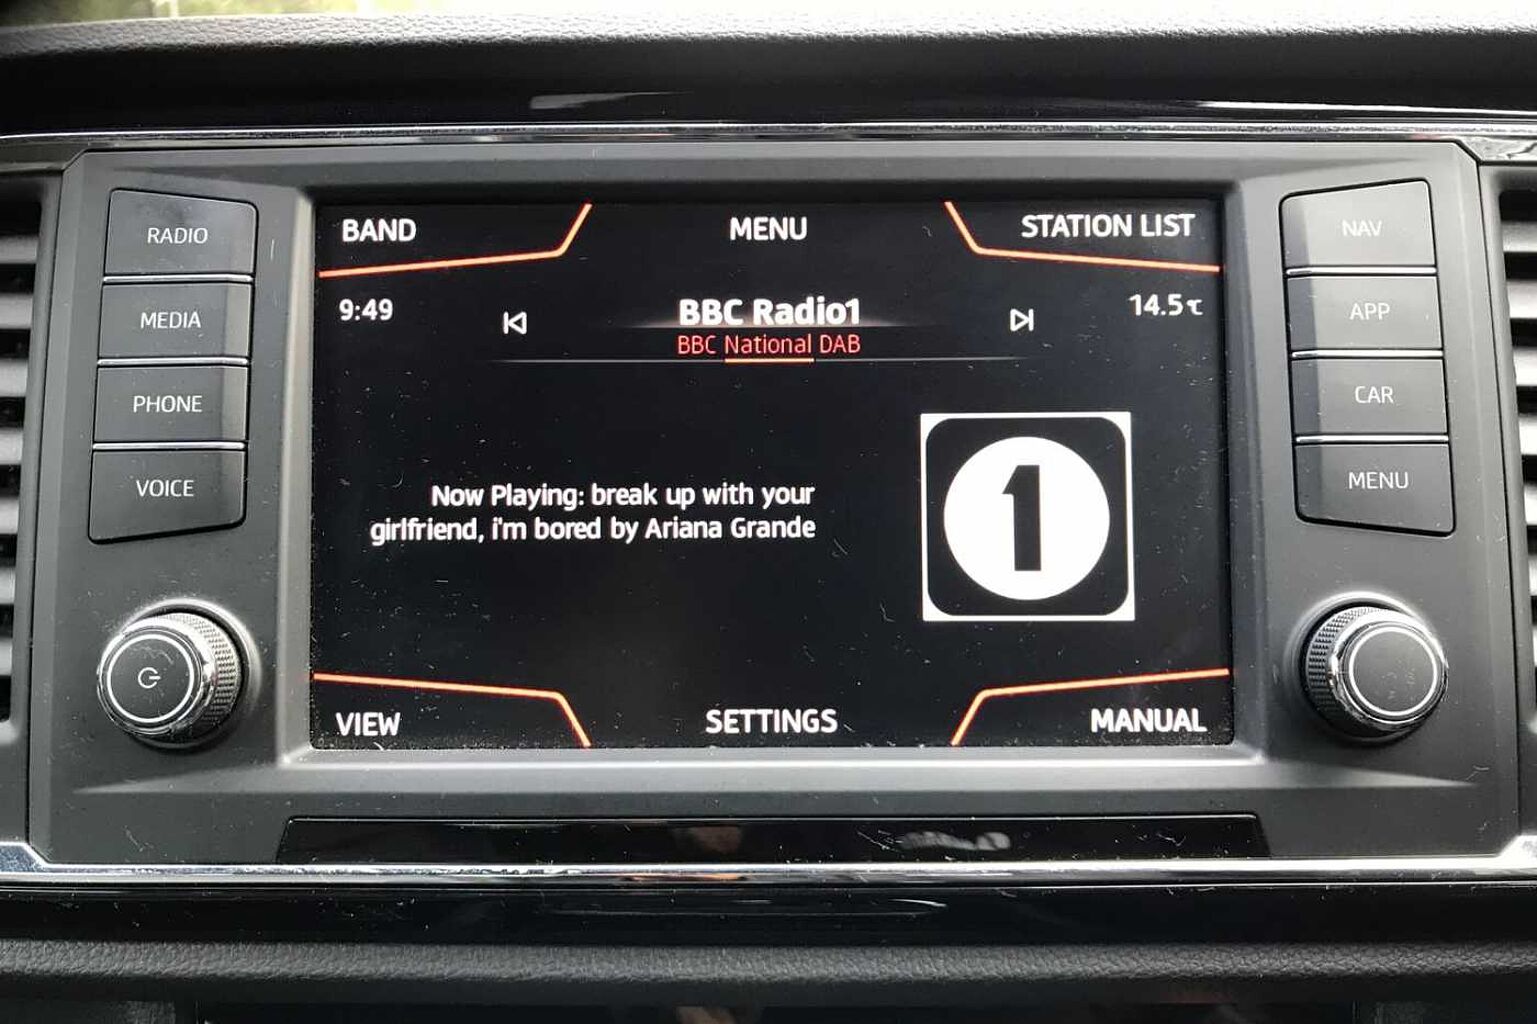 RADIO
MEDIA
PHONE
VOICE
BAND
MENU
STATION LIST
9:49
BBC Radio1
BBC National DAB
14.5℃
Now Playing: break up with your
girlfriend, i'm bored by Ariana Grande
1
VIEW
SETTINGS
MANUAL
NAV
APP
CAR
MENU